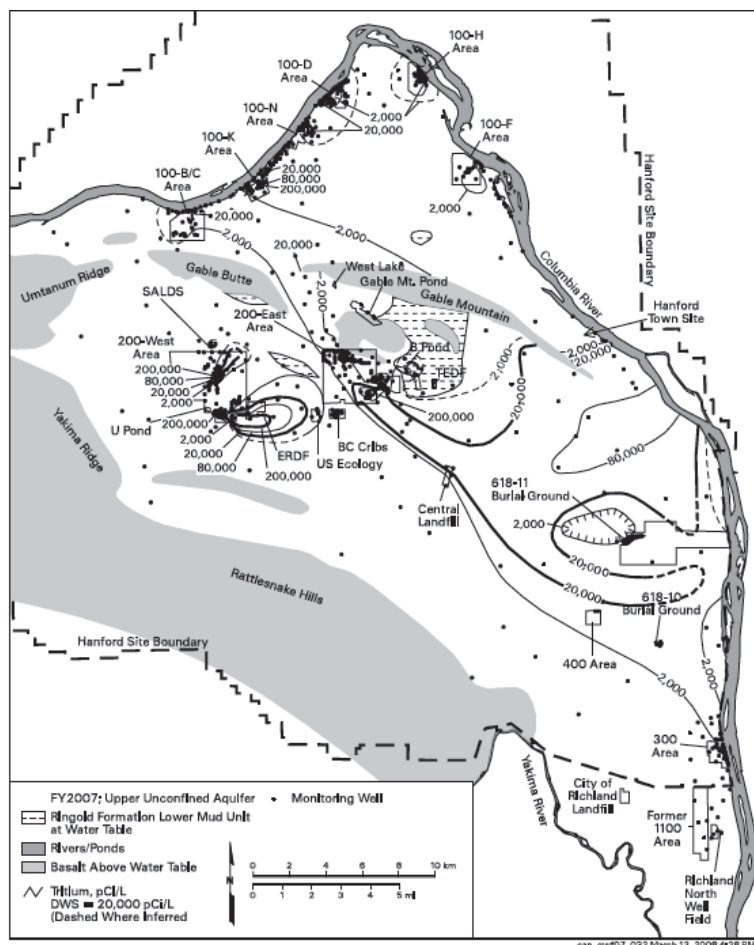 100-H
Area
100-D
Area
2,000
20,000
100-N
Area
100-K
Area
100-F
Area
20,000
80,000
200,000
2,000
100-B/C
Area
20,000
2,000
2,000
20,000
Hanford Site Boundary
Columbia River
West Lake
Gable Mt. Pond
Gable Butte
Gable Mountain
Umtanum Ridge
2,000
SALDS
200-East
Area
Hanford
Town Site
2,000
20,000
200-West
Area
B Pond
TEDF
2,000
200,000
80,000
20,000
2,000
20,000
200,000
U Pond
200,000
2,000
20,000
80,000
ERDF
200,000
US Ecology
BC Cribs
80,000
Yakima Ridge
Central
Landfill
618-11
Burial Ground
2,000
20,000
20,000
Rattlesnake Hills
618-10
Burial Ground
400 Area
Hanford Site Boundary
2,000
2,000
300
Area
Yakima River
City of
Richland
Landfill
Former
1100
Area
Richland
North
Well
Field
FY2007; Upper Unconfined Aquifer
Monitoring Well
Ringold Formation Lower Mud Unit
at Water Table
Rivers/Ponds
Basalt Above Water Table
Tritium, pCi/L
DWS = 20,000 pCi/L
(Dashed Where Inferred
N
0 2 4 6 8 10 km
0 1 2 3 4 5 mi